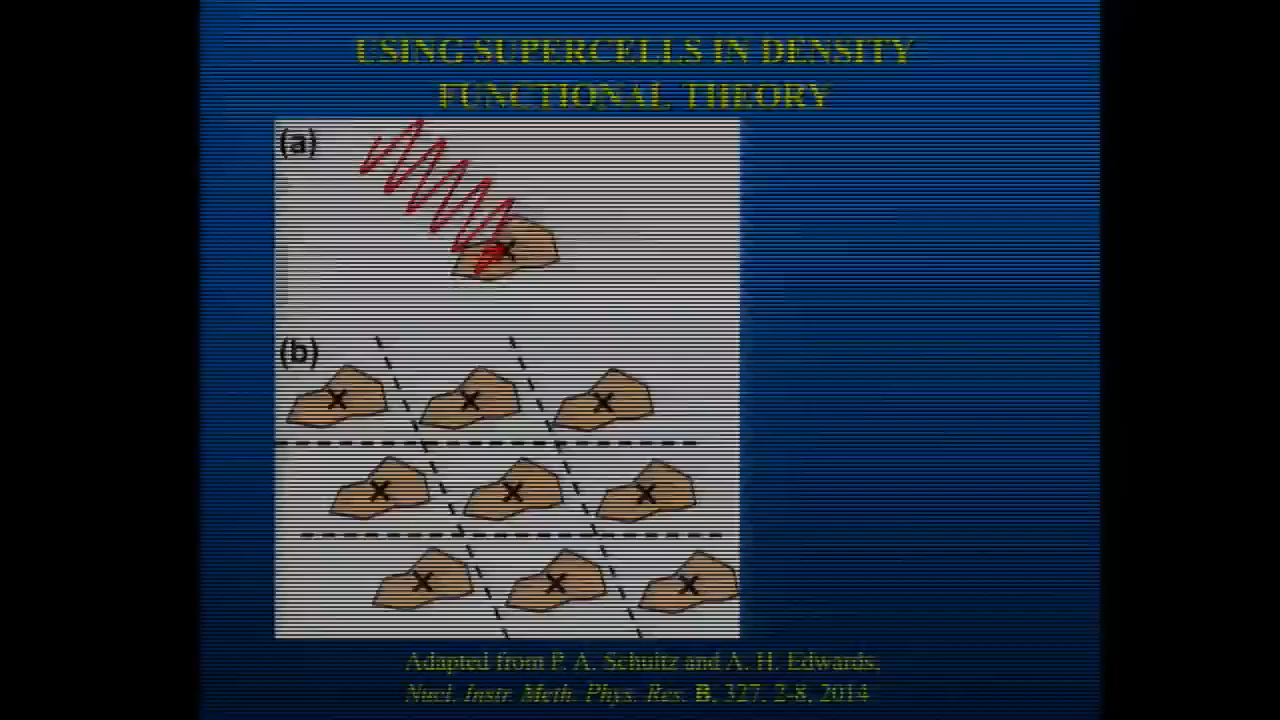 USING SUPERCELLS IN DENSITY
FUNCTIONAL THEORY
(a)
X
(b)
X X X
X X X
X X X
Adapted from P. A. Schultz and A. H. Edwards,
Nucl. Instr. Meth. Phys. Res. B, 327, 2-8, 2014